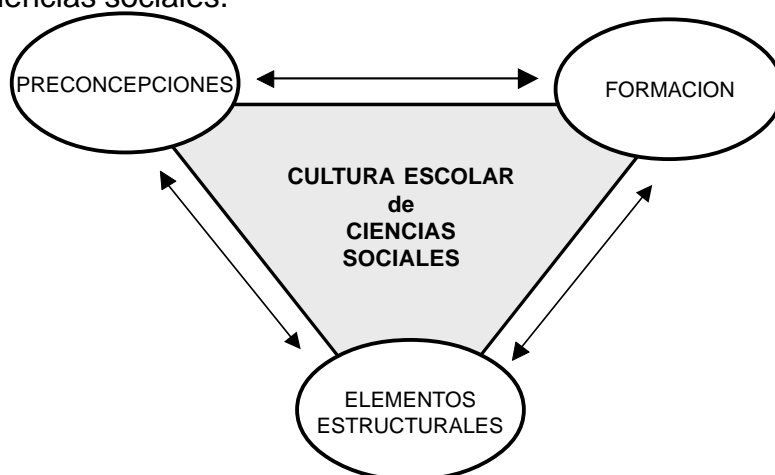 ciencias sociales.
PRECONCEPCIONES
FORMACION
CULTURA ESCOLAR
de
CIENCIAS
SOCIALES
ELEMENTOS
ESTRUCTURALES